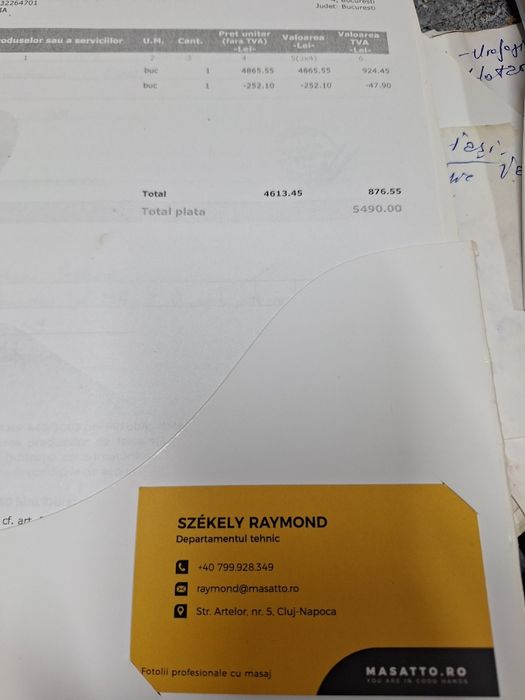 32264701
Judet: Bucuresti
oduselor sau a serviciilor U.M. Cant. Pret unitar (fara TVA) -Lei- Valoarea -Lei- Valoarea TVA -Lei-
1 2 3 4 5(3x4) 6
buc 1 4865.55 4865.55 924.45
buc 1 -252.10 -252.10 -47.90
Total 4613.45 876.55
Total plata 5490.00
cf. art
SZÉKELY RAYMOND
Departamentul tehnic
+40 799.928.349
raymond@masatto.ro
Str. Artelor, nr. 5, Cluj-Napoca
Fotolii profesionale cu masaj
MASATTO.RO
YOU ARE IN GOOD HANDS